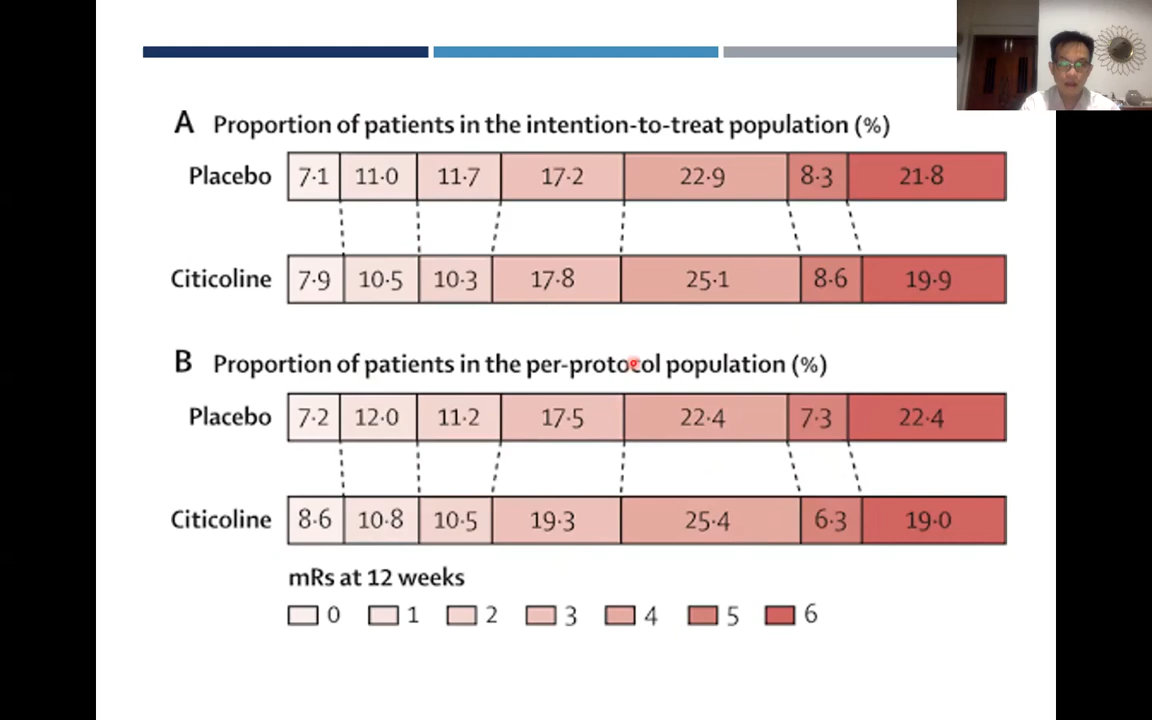 A Proportion of patients in the intention-to-treat population (%)
Placebo 7·1 11·0 11·7 17·2 22·9 8·3 21·8
Citicoline 7·9 10·5 10·3 17·8 25·1 8·6 19·9
B Proportion of patients in the per-protocol population (%)
Placebo 7·2 12·0 11·2 17·5 22·4 7·3 22·4
Citicoline 8·6 10·8 10·5 19·3 25·4 6·3 19·0
mRs at 12 weeks
0 1 2 3 4 5 6